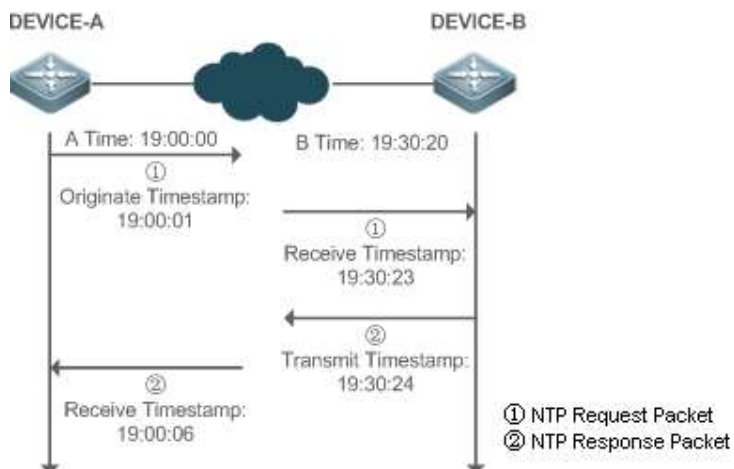 DEVICE-A
DEVICE-B
A Time: 19:00:00
B Time: 19:30:20
①
Originate Timestamp:
19:00:01
①
Receive Timestamp:
19:30:23
②
Transmit Timestamp:
19:30:24
②
Receive Timestamp:
19:00:06
① NTP Request Packet
② NTP Response Packet